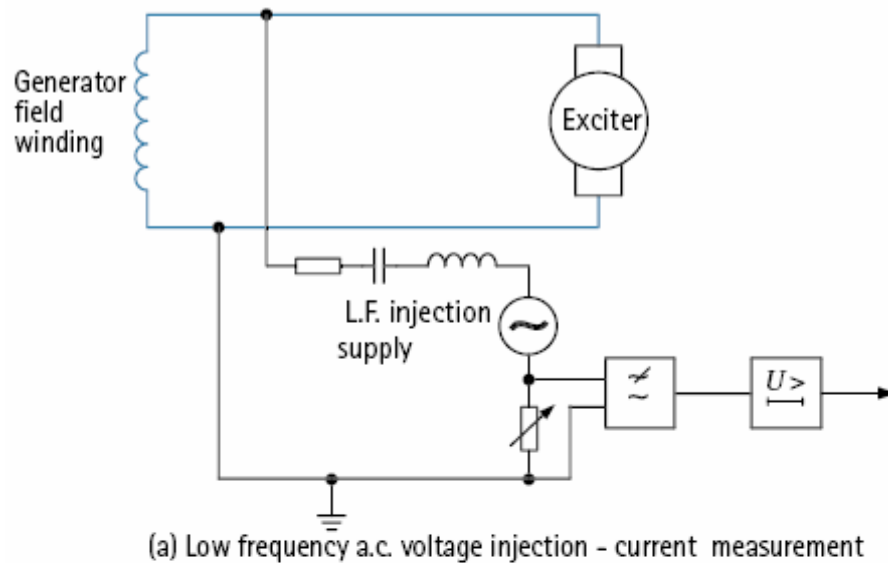 Generator
field
winding
Exciter
L.F. injection
supply
U >
(a) Low frequency a.c. voltage injection - current measurement